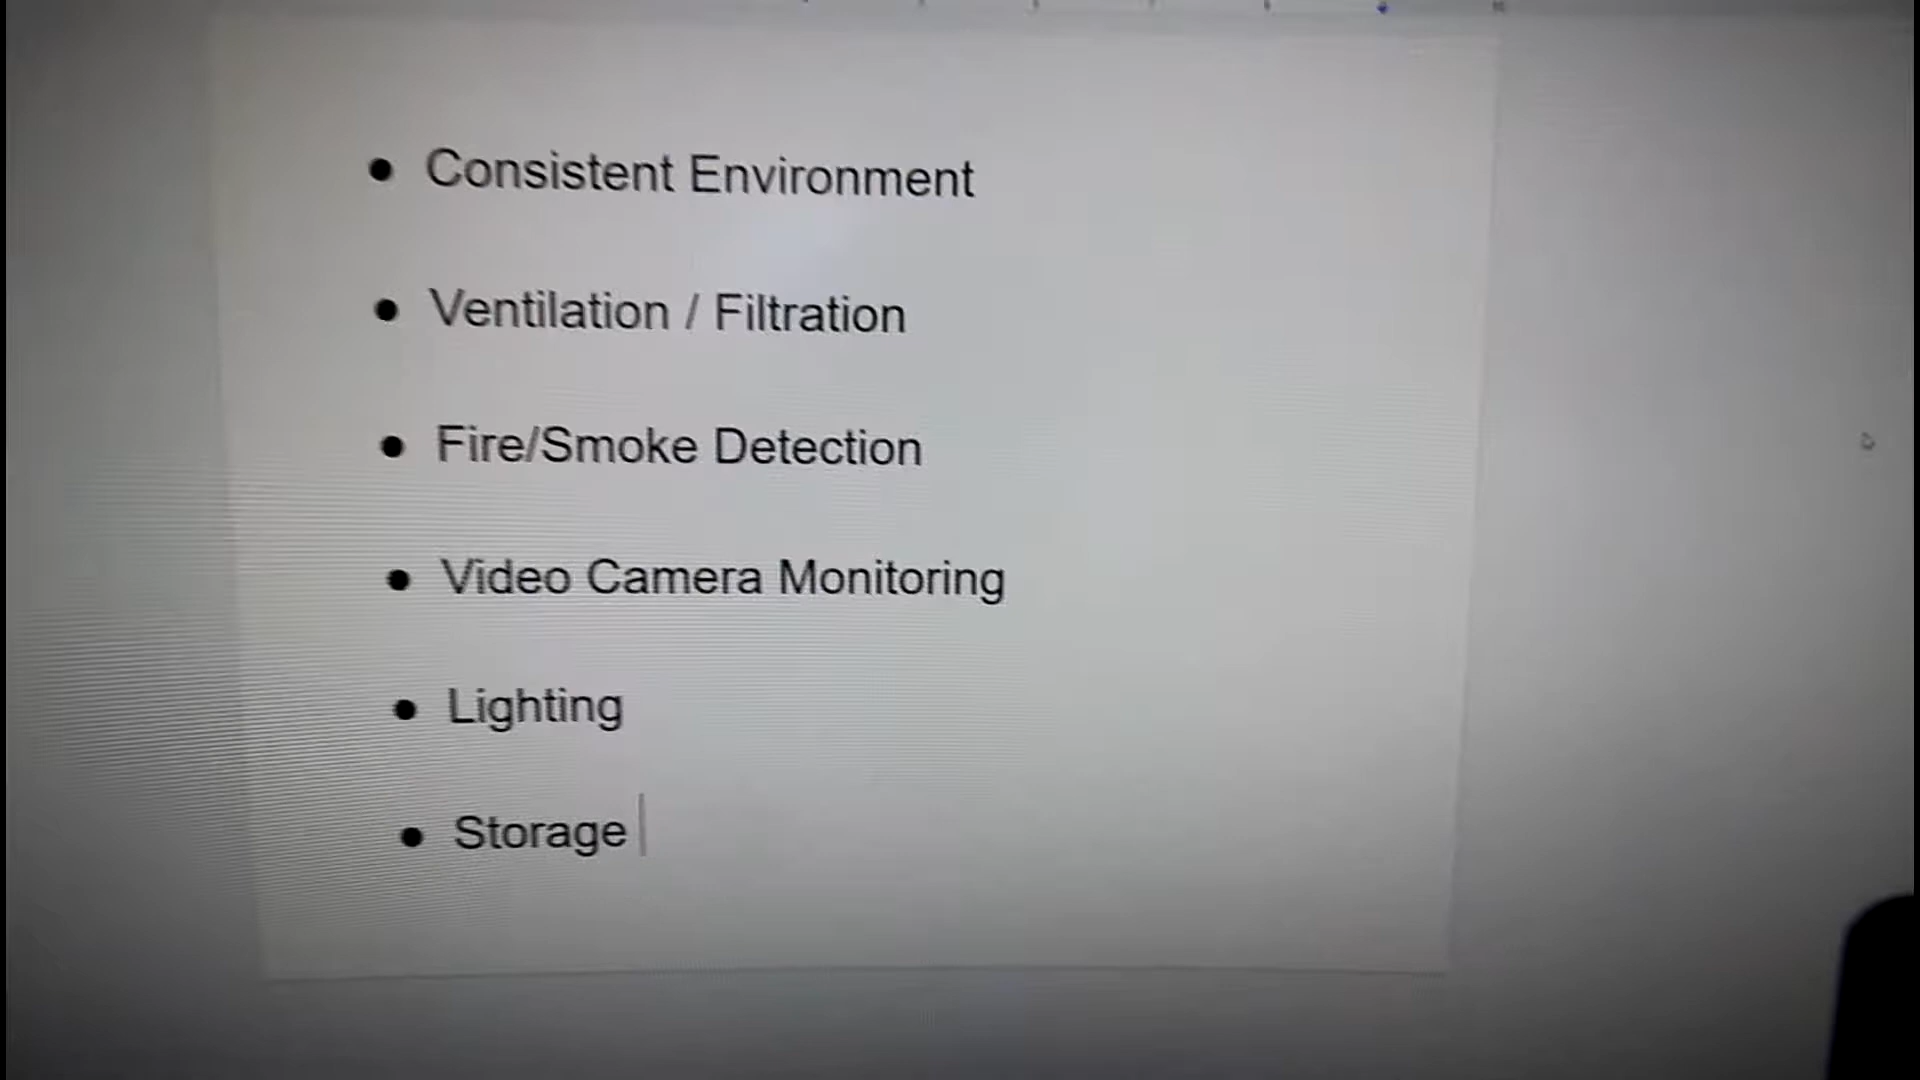 ● Consistent Environment
● Ventilation / Filtration
● Fire/Smoke Detection
● Video Camera Monitoring
● Lighting
● Storage